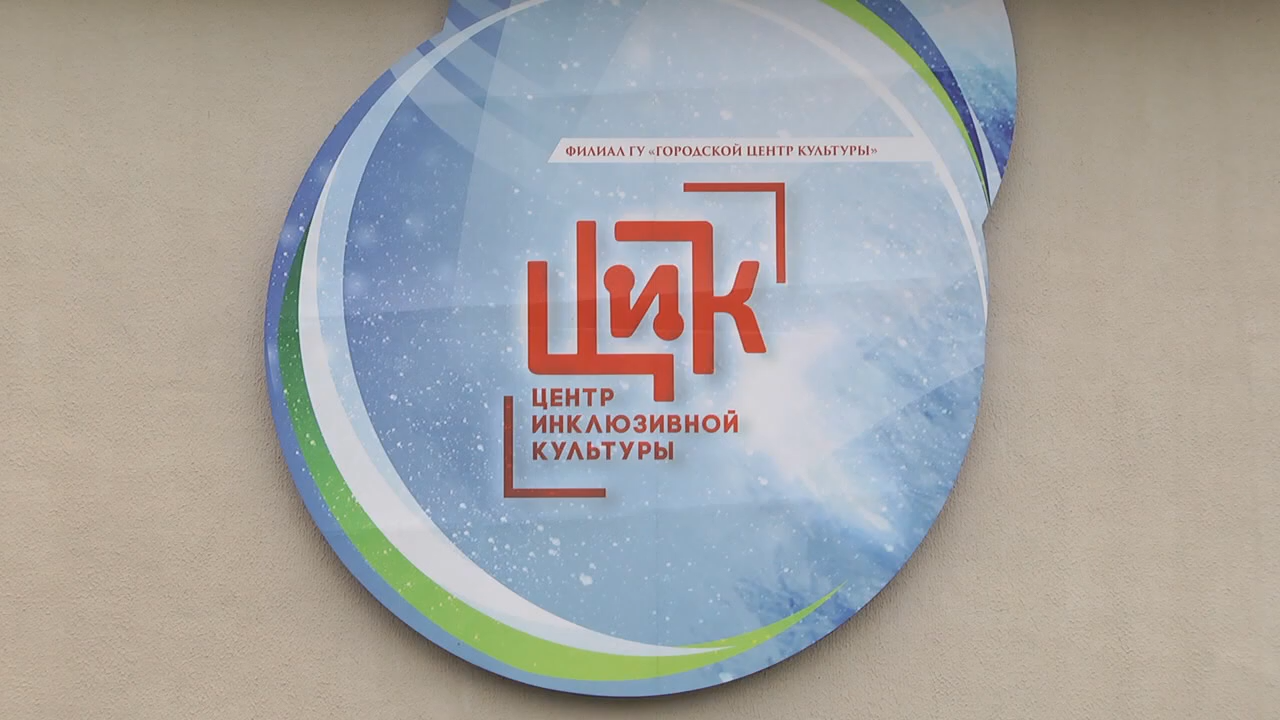 ФИЛИАЛ ГУ «ГОРОДСКОЙ ЦЕНТР КУЛЬТУРЫ»
ЦИК
ЦЕНТР
ИНКЛЮЗИВНОЙ
КУЛЬТУРЫ